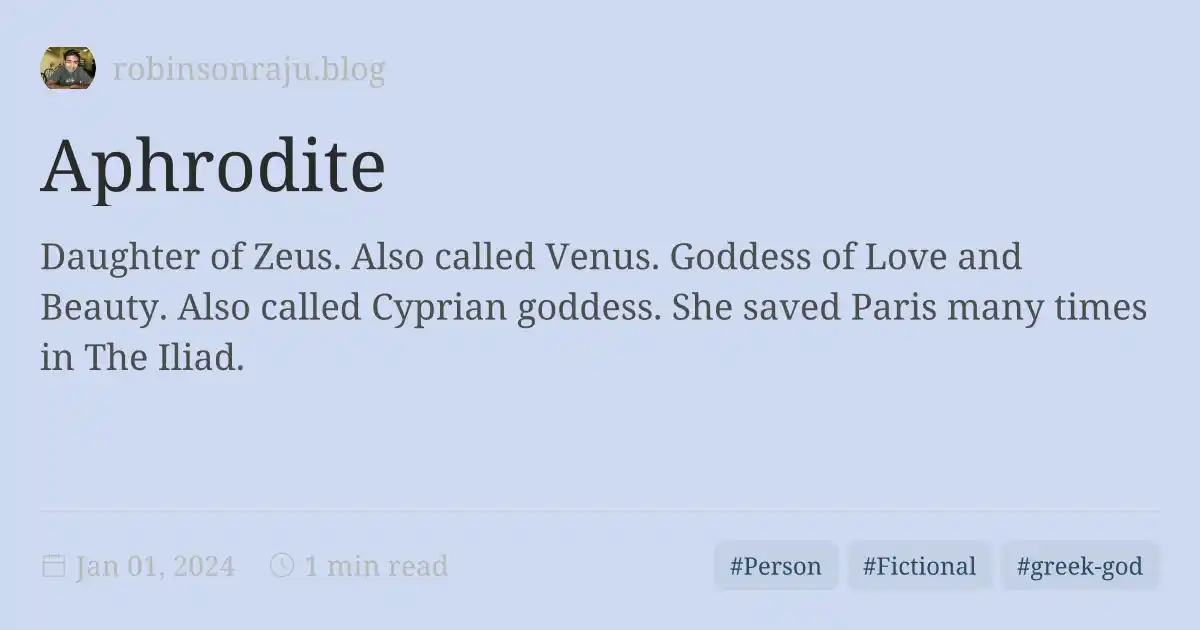 robinsonraju.blog
Aphrodite
Daughter of Zeus. Also called Venus. Goddess of Love and
Beauty. Also called Cyprian goddess. She saved Paris many times
in The Iliad.
Jan 01, 2024 1 min read #Person #Fictional #greek-god